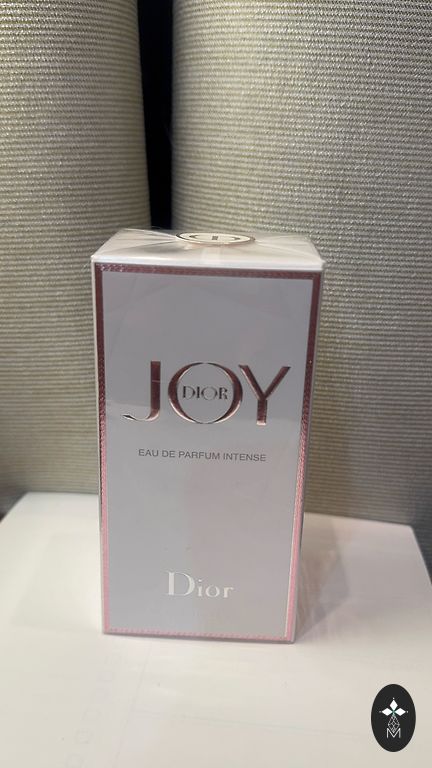 JOY
DIOR
EAU DE PARFUM INTENSE
Dior
M